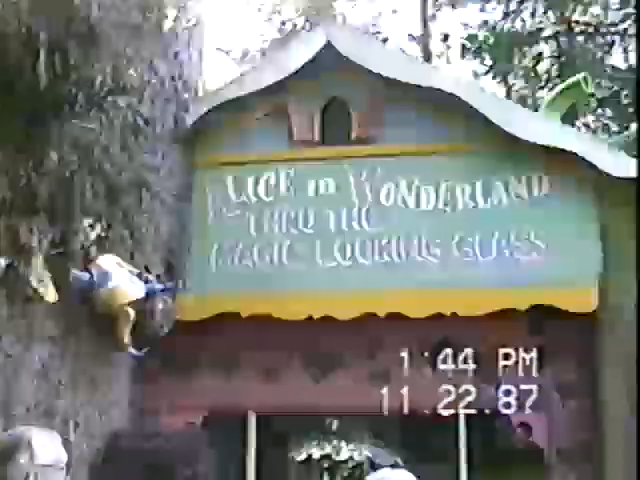 ALICE in WONDERLAND
THRU THE
MAGIC LOOKING GLASS
1:44 PM
11.22.87